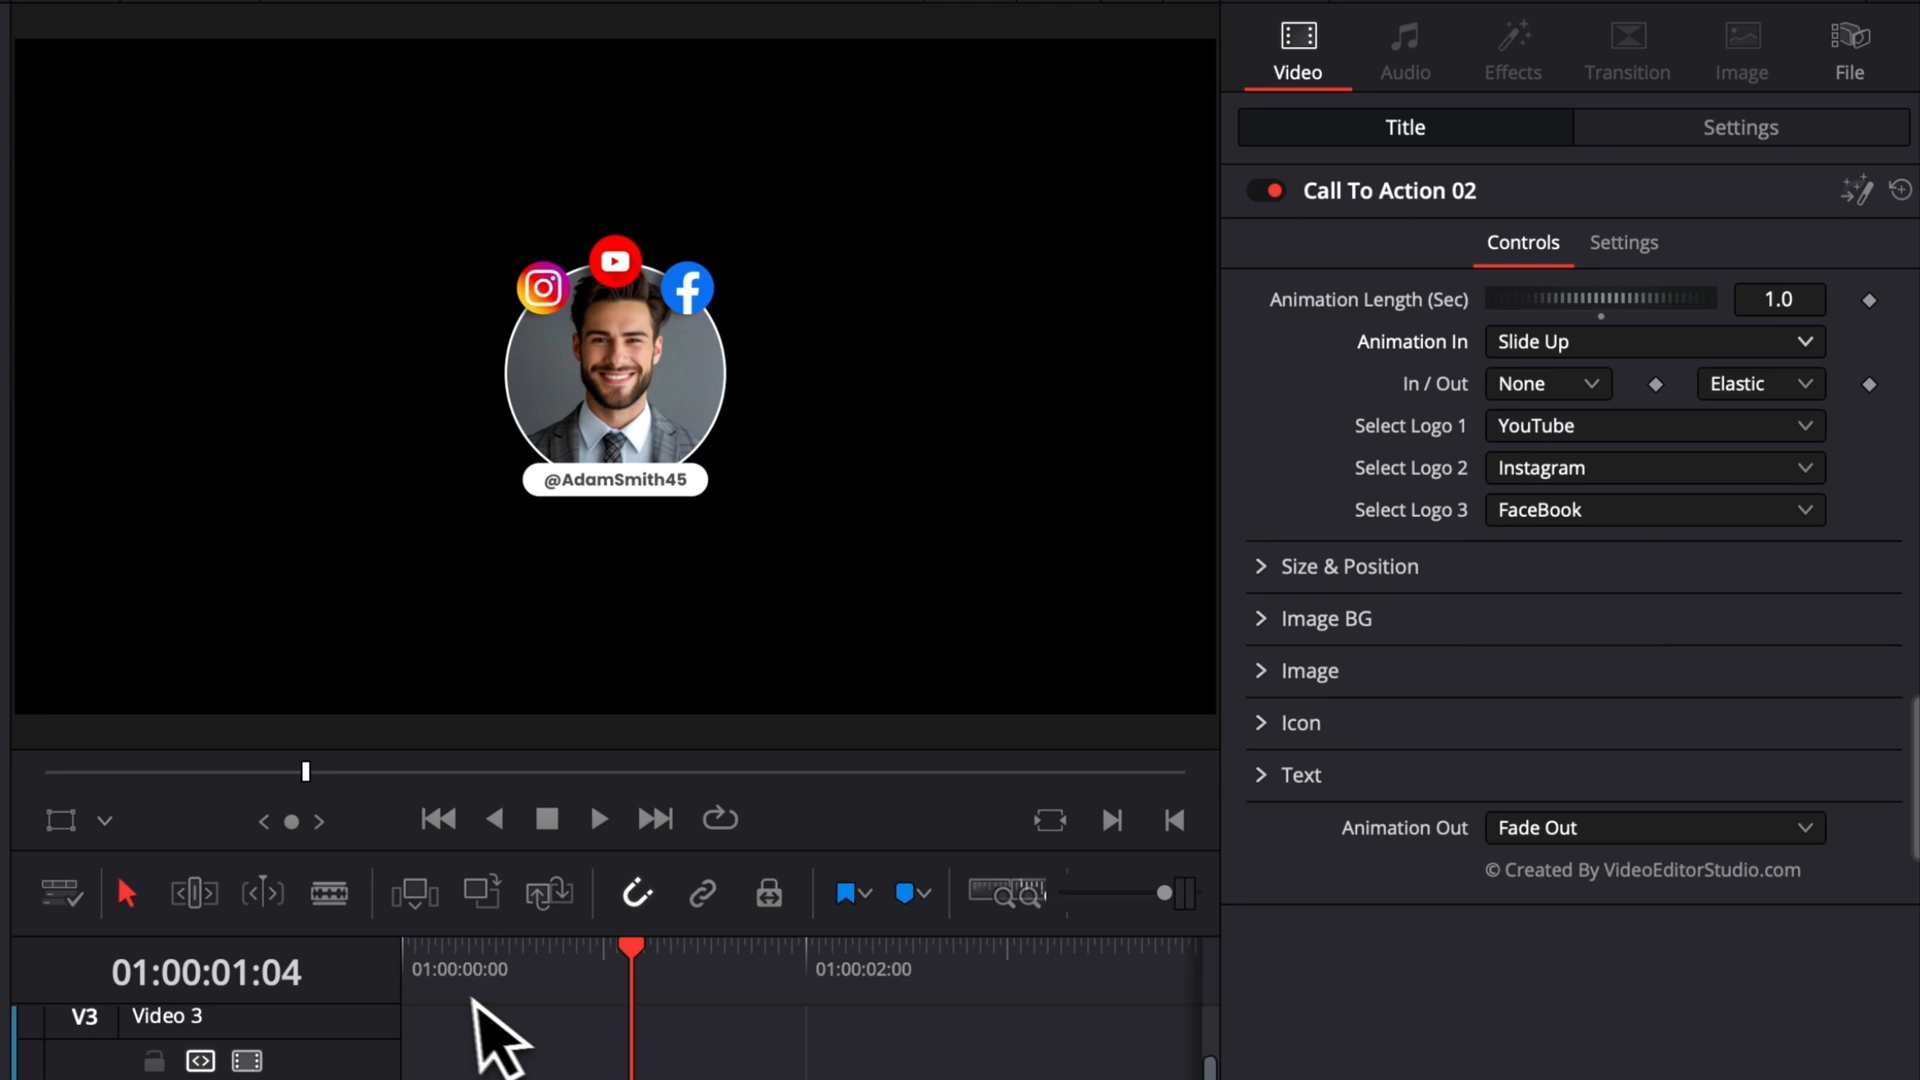 Video
Audio
Effects
Transition
Image
File
Title
Settings
Call To Action 02
Controls
Settings
Animation Length (Sec)
1.0
Animation In
Slide Up
In / Out
None
Elastic
Select Logo 1
YouTube
Select Logo 2
Instagram
Select Logo 3
FaceBook
Size & Position
Image BG
Image
Icon
Text
Animation Out
Fade Out
© Created By VideoEditorStudio.com
@AdamSmith45
01:00:01:04
01:00:00:00
01:00:02:00
V3
Video 3